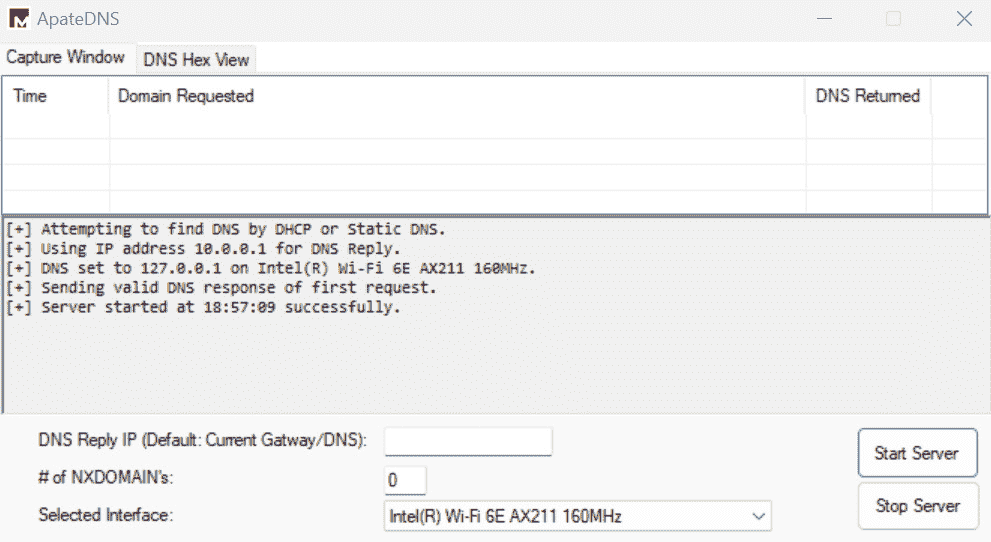 ApateDNS
Capture Window DNS Hex View
Time Domain Requested DNS Returned
[+] Attempting to find DNS by DHCP or Static DNS.
[+] Using IP address 10.0.0.1 for DNS Reply.
[+] DNS set to 127.0.0.1 on Intel(R) Wi-Fi 6E AX211 160MHz.
[+] Sending valid DNS response of first request.
[+] Server started at 18:57:09 successfully.
DNS Reply IP (Default: Current Gatway/DNS):
# of NXDOMAIN's: 0
Selected Interface: Intel(R) Wi-Fi 6E AX211 160MHz
Start Server
Stop Server